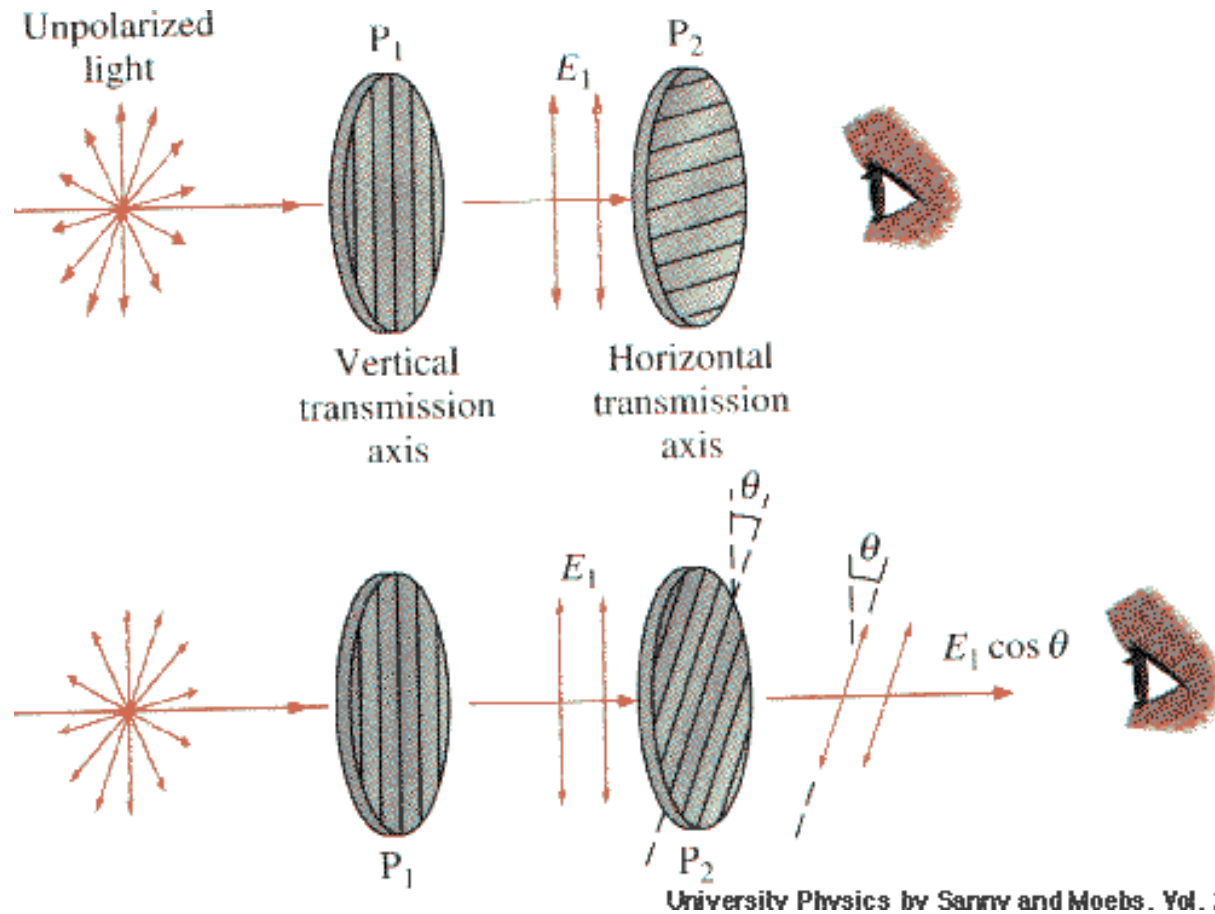 Unpolarized
light
P₁
E₁
P₂
Vertical
transmission
axis
Horizontal
transmission
axis
θ
θ
E₁
E₁ cos θ
P₁
P₂
University Physics by Sanny and Moebs, Vol.